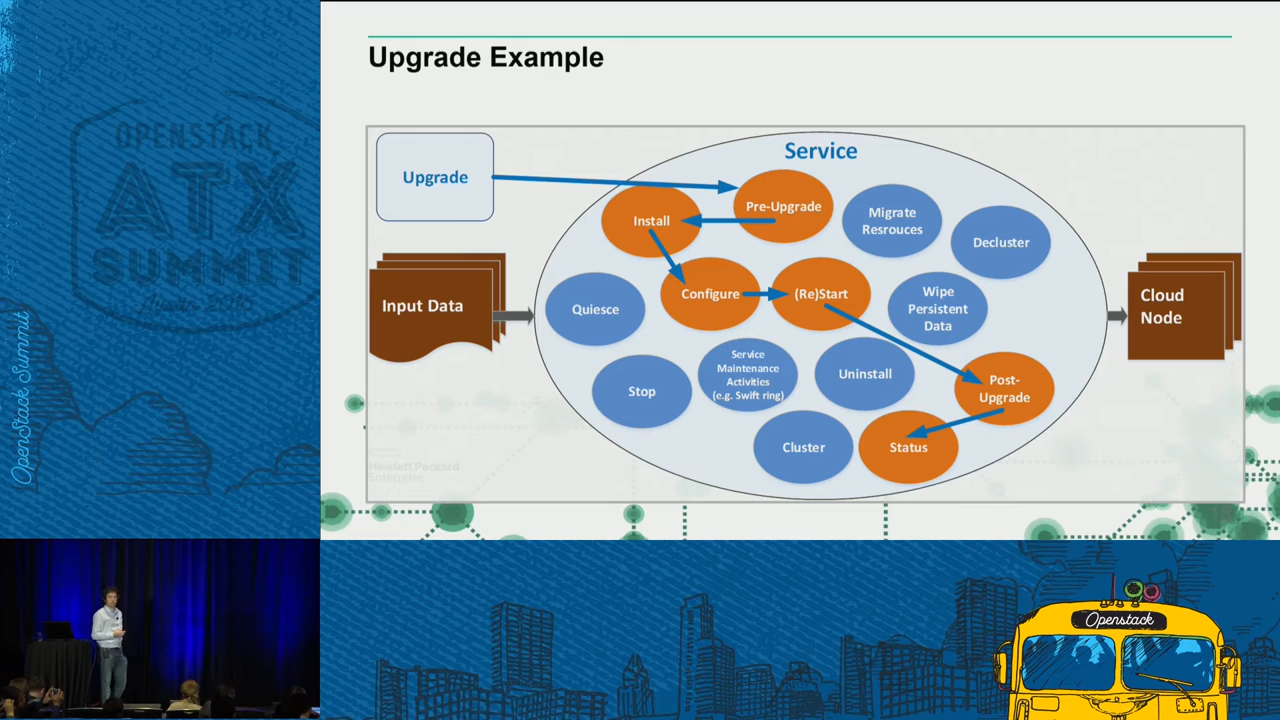 OPENSTACK
ATX
SUMMIT
Austin
OpenStack Summit
Upgrade Example
Service
Upgrade
Pre-Upgrade
Install
Migrate
Resrouces
Decluster
Input Data
Quiesce
Configure
(Re)Start
Wipe
Persistent
Data
Cloud
Node
Stop
Service
Maintenance
Activities
(e.g. Swift ring)
Uninstall
Post-
Upgrade
Cluster
Status
Hewlett Packard
Enterprise
Openstack